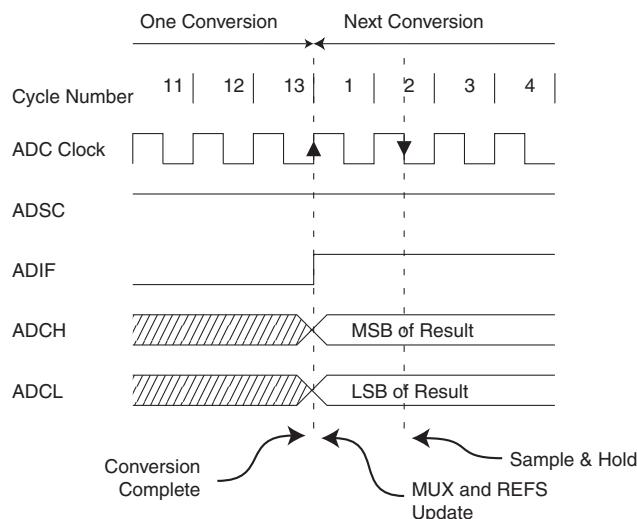 One Conversion Next Conversion
Cycle Number 11 12 13 1 2 3 4
ADC Clock
ADSC
ADIF
ADCH MSB of Result
ADCL LSB of Result
Conversion
Complete
MUX and REFS
Update
Sample & Hold